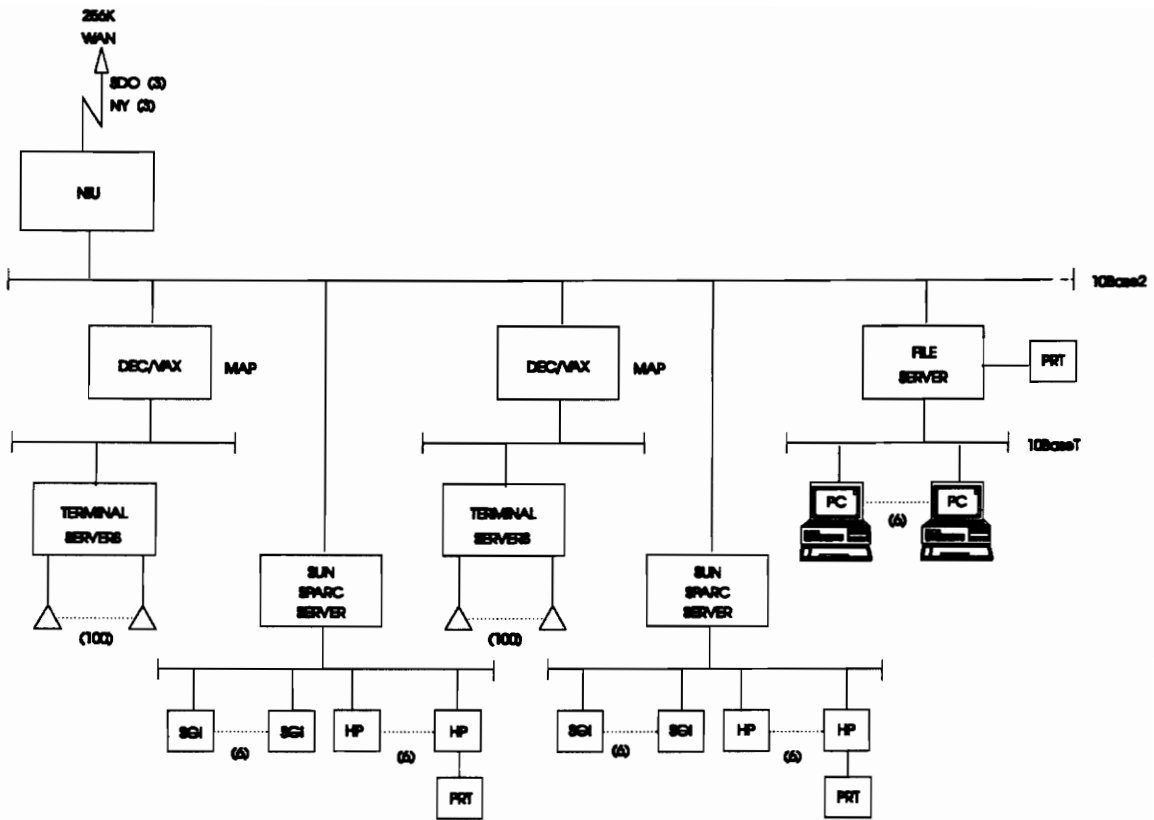 256K
WAN
SDO (3)
NY (3)
NIU
10Base2
DEC/VAX
MAP
DEC/VAX
MAP
FILE
SERVER
PRT
10BaseT
TERMINAL
SERVERS
TERMINAL
SERVERS
PC
PC
(6)
SUN
SPARC
SERVER
SUN
SPARC
SERVER
(100)
(100)
SGI
SGI
HP
HP
SGI
SGI
HP
HP
(6)
(6)
(6)
(6)
PRT
PRT